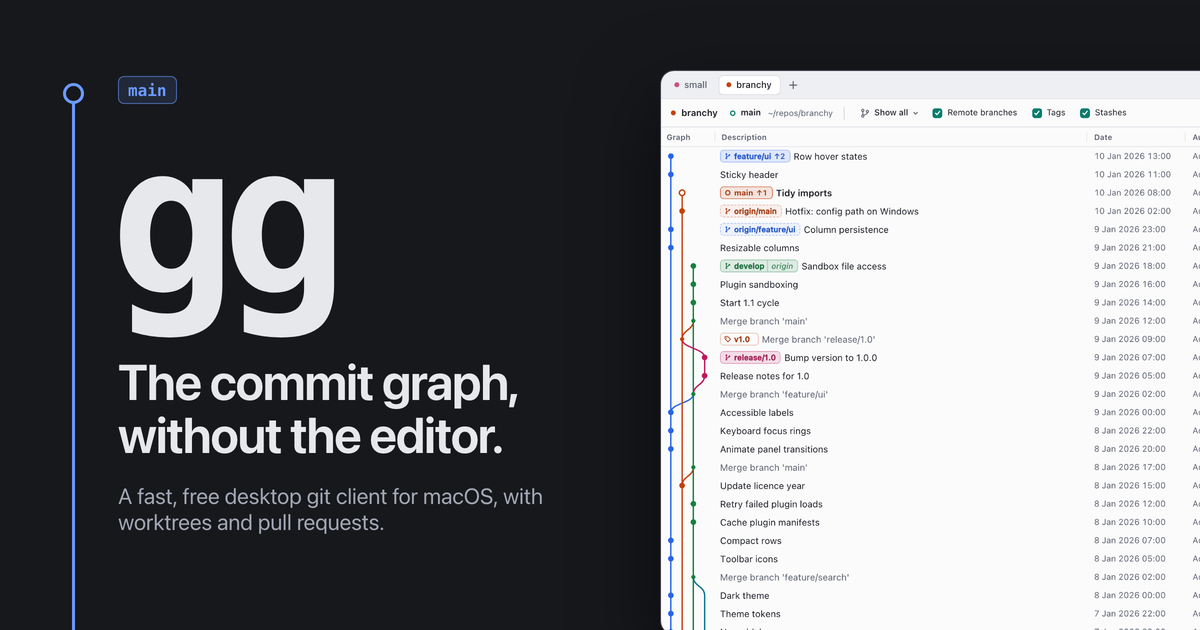 main
gg
The commit graph,
without the editor.
A fast, free desktop git client for macOS, with
worktrees and pull requests.
small branchy +
branchy main ~/repos/branchy Show all Remote branches Tags Stashes
Graph Description Date
feature/ui ↑2 Row hover states 10 Jan 2026 13:00
Sticky header 10 Jan 2026 11:00
main ↑1 Tidy imports 10 Jan 2026 08:00
origin/main Hotfix: config path on Windows 10 Jan 2026 02:00
origin/feature/ui Column persistence 9 Jan 2026 23:00
Resizable columns 9 Jan 2026 21:00
develop origin Sandbox file access 9 Jan 2026 18:00
Plugin sandboxing 9 Jan 2026 16:00
Start 1.1 cycle 9 Jan 2026 14:00
Merge branch 'main' 9 Jan 2026 12:00
v1.0 Merge branch 'release/1.0' 9 Jan 2026 09:00
release/1.0 Bump version to 1.0.0 9 Jan 2026 07:00
Release notes for 1.0 9 Jan 2026 05:00
Merge branch 'feature/ui' 9 Jan 2026 02:00
Accessible labels 9 Jan 2026 00:00
Keyboard focus rings 8 Jan 2026 22:00
Animate panel transitions 8 Jan 2026 20:00
Merge branch 'main' 8 Jan 2026 17:00
Update licence year 8 Jan 2026 15:00
Retry failed plugin loads 8 Jan 2026 12:00
Cache plugin manifests 8 Jan 2026 10:00
Compact rows 8 Jan 2026 07:00
Toolbar icons 8 Jan 2026 05:00
Merge branch 'feature/search' 8 Jan 2026 02:00
Dark theme 8 Jan 2026 00:00
Theme tokens 7 Jan 2026 22:00